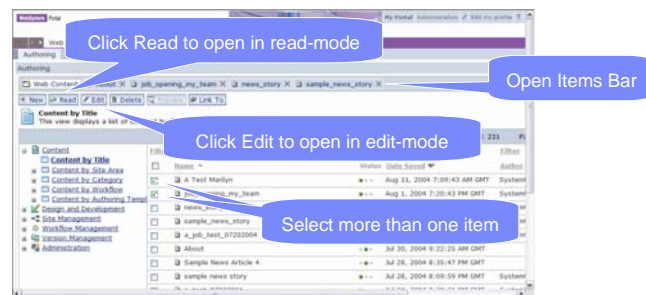 WebSphere Portal
My Portal Administration Edit my profile ?
Web
Click Read to open in read-mode
Authoring
Authoring
Web Content job_opening_my_team X news_story X sample_news_story X
Open Items Bar
New Read Edit Delete Preview Link To
Content by Title
This view displays a list of
Click Edit to open in edit-mode
231
Content
Content by Title
Content by Site Area
Content by Category
Content by Workflow
Content by Authoring Templ
Design and Development
Site Management
Workflow Management
Version Management
Administration
Filter
Name Status Date Saved Author
A Test Marilyn Aug 11, 2004 7:09:43 AM GMT System
job_opening_my_team Aug 1, 2004 7:20:43 PM GMT System
Select more than one item
sample_news_story
a_job_test_07202004
About Jul 30, 2004 9:22:25 AM GMT
Sample News Article 4 Jul 28, 2004 8:35:47 PM GMT
sample news story Jul 28, 2004 8:09:59 PM GMT System